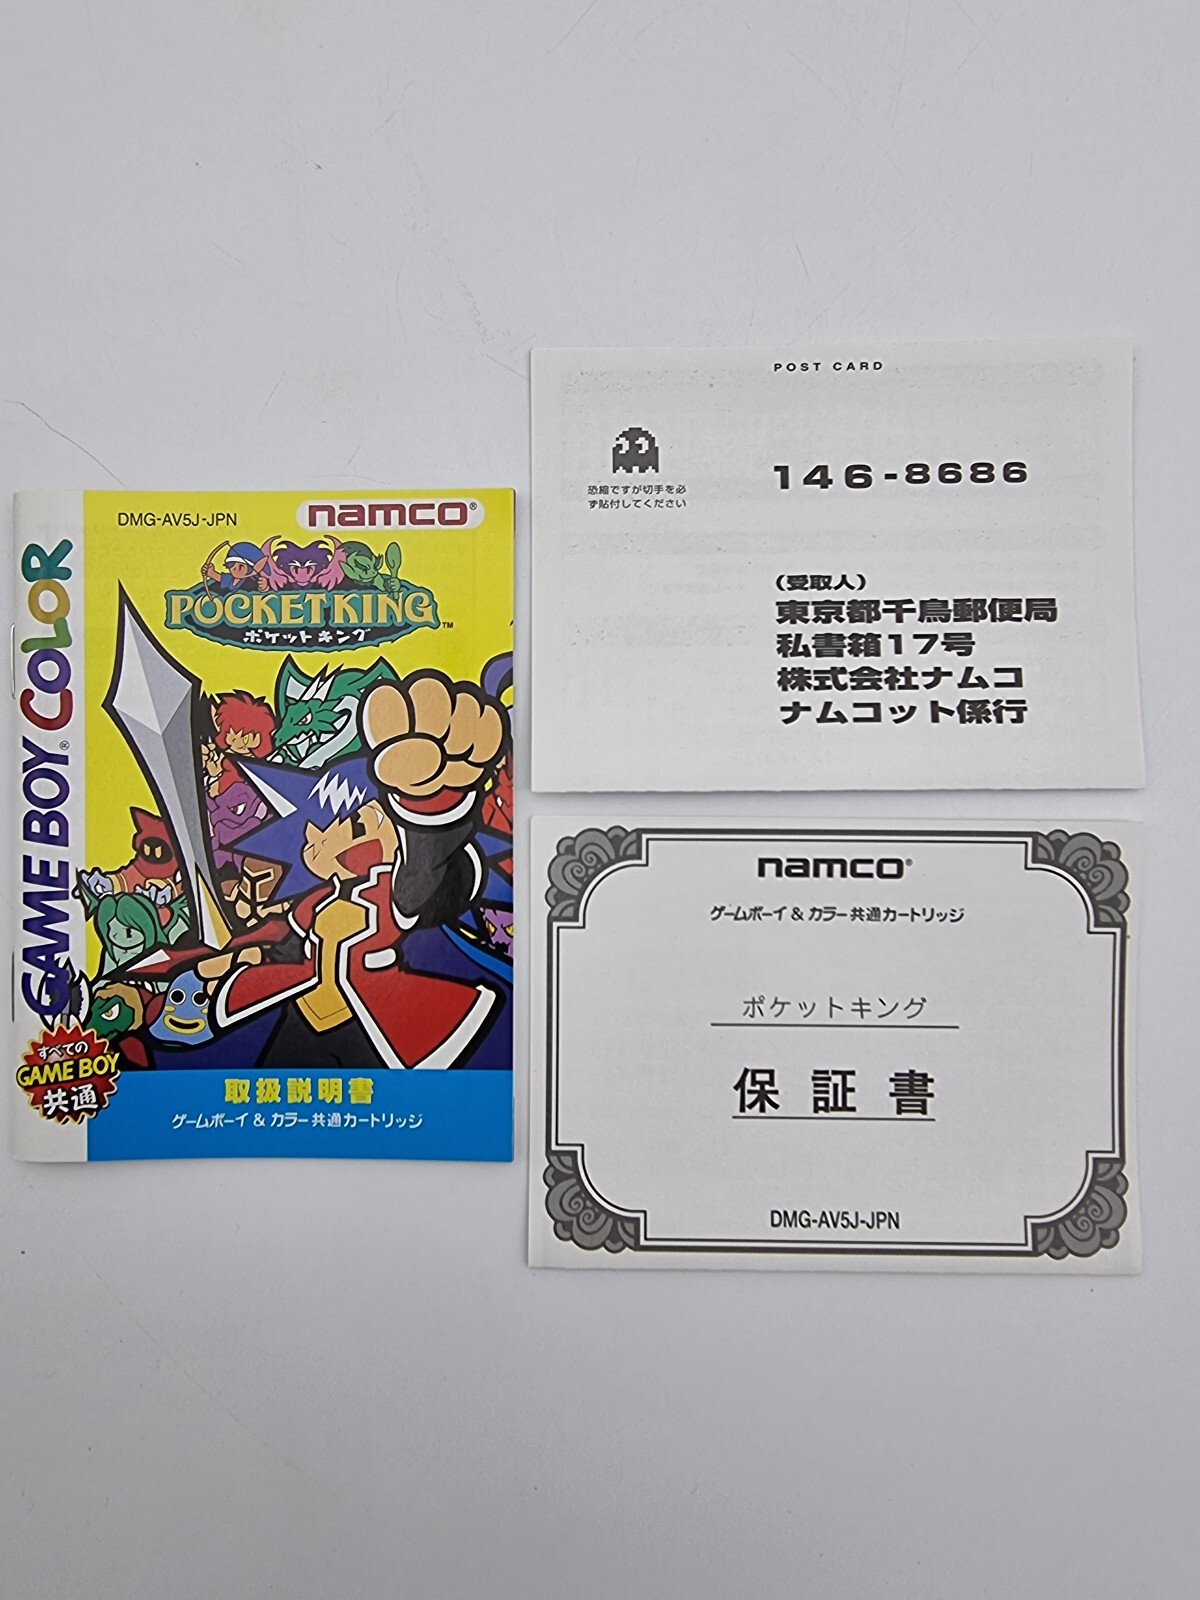 GAME BOY® COLOR
DMG-AV5J-JPN
namco®
POCKET KING™
ポケットキング
すべての
GAME BOY
共通
取扱説明書
ゲームボーイ & カラー共通カートリッジ
POST CARD
恐縮ですが切手を必
ず貼付してください
146-8686
(受取人)
東京都千鳥郵便局
私書箱17号
株式会社ナムコ
ナムコット係行
namco®
ゲームボーイ & カラー共通カートリッジ
ポケットキング
保証書
DMG-AV5J-JPN